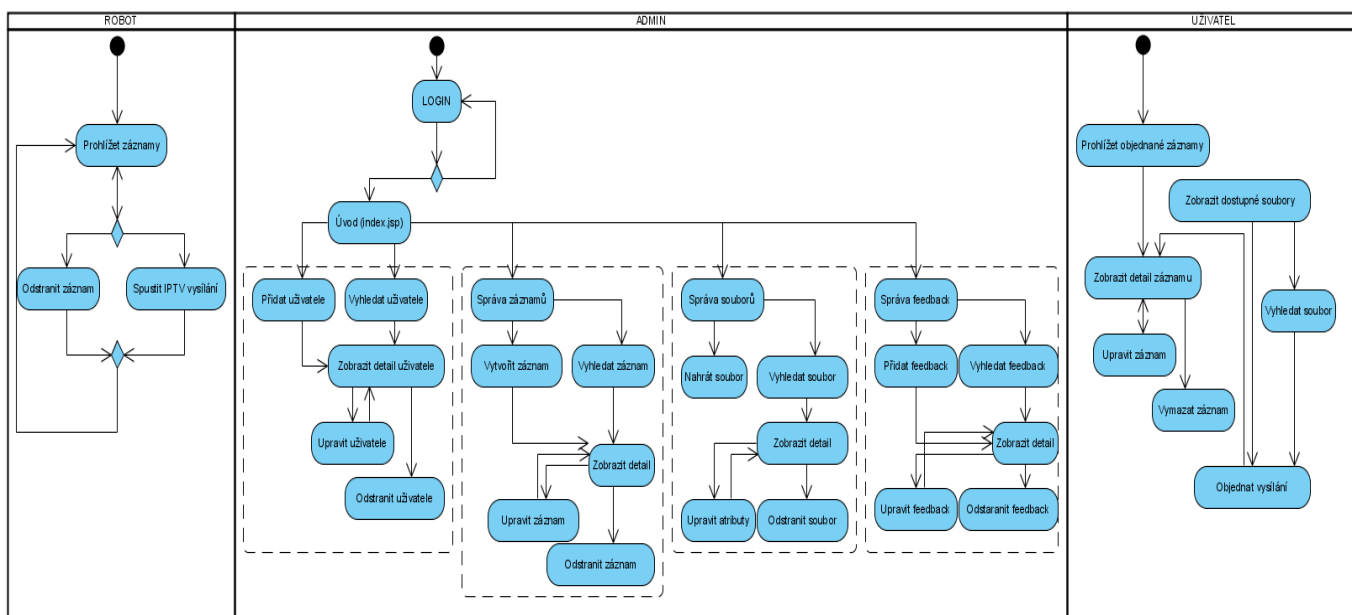 ROBOT
ADMIN
UŽIVATEL
Prohlížet záznamy
Odstranit záznam
Spustit IPTV vysílání
LOGIN
Úvod (index.jsp)
Přidat uživatele
Vyhledat uživatele
Zobrazit detail uživatele
Upravit uživatele
Odstranit uživatele
Správa záznamů
Vytvořit záznam
Vyhledat záznam
Zobrazit detail
Upravit záznam
Odstranit záznam
Správa souborů
Nahrát soubor
Vyhledat soubor
Zobrazit detail
Upravit atributy
Odstranit soubor
Správa feedback
Přidat feedback
Vyhledat feedback
Zobrazit detail
Upravit feedback
Odstaranit feedback
Prohlížet objednané záznamy
Zobrazit dostupné soubory
Zobrazit detail záznamu
Vyhledat soubor
Upravit záznam
Vymazat záznam
Objednat vysílání